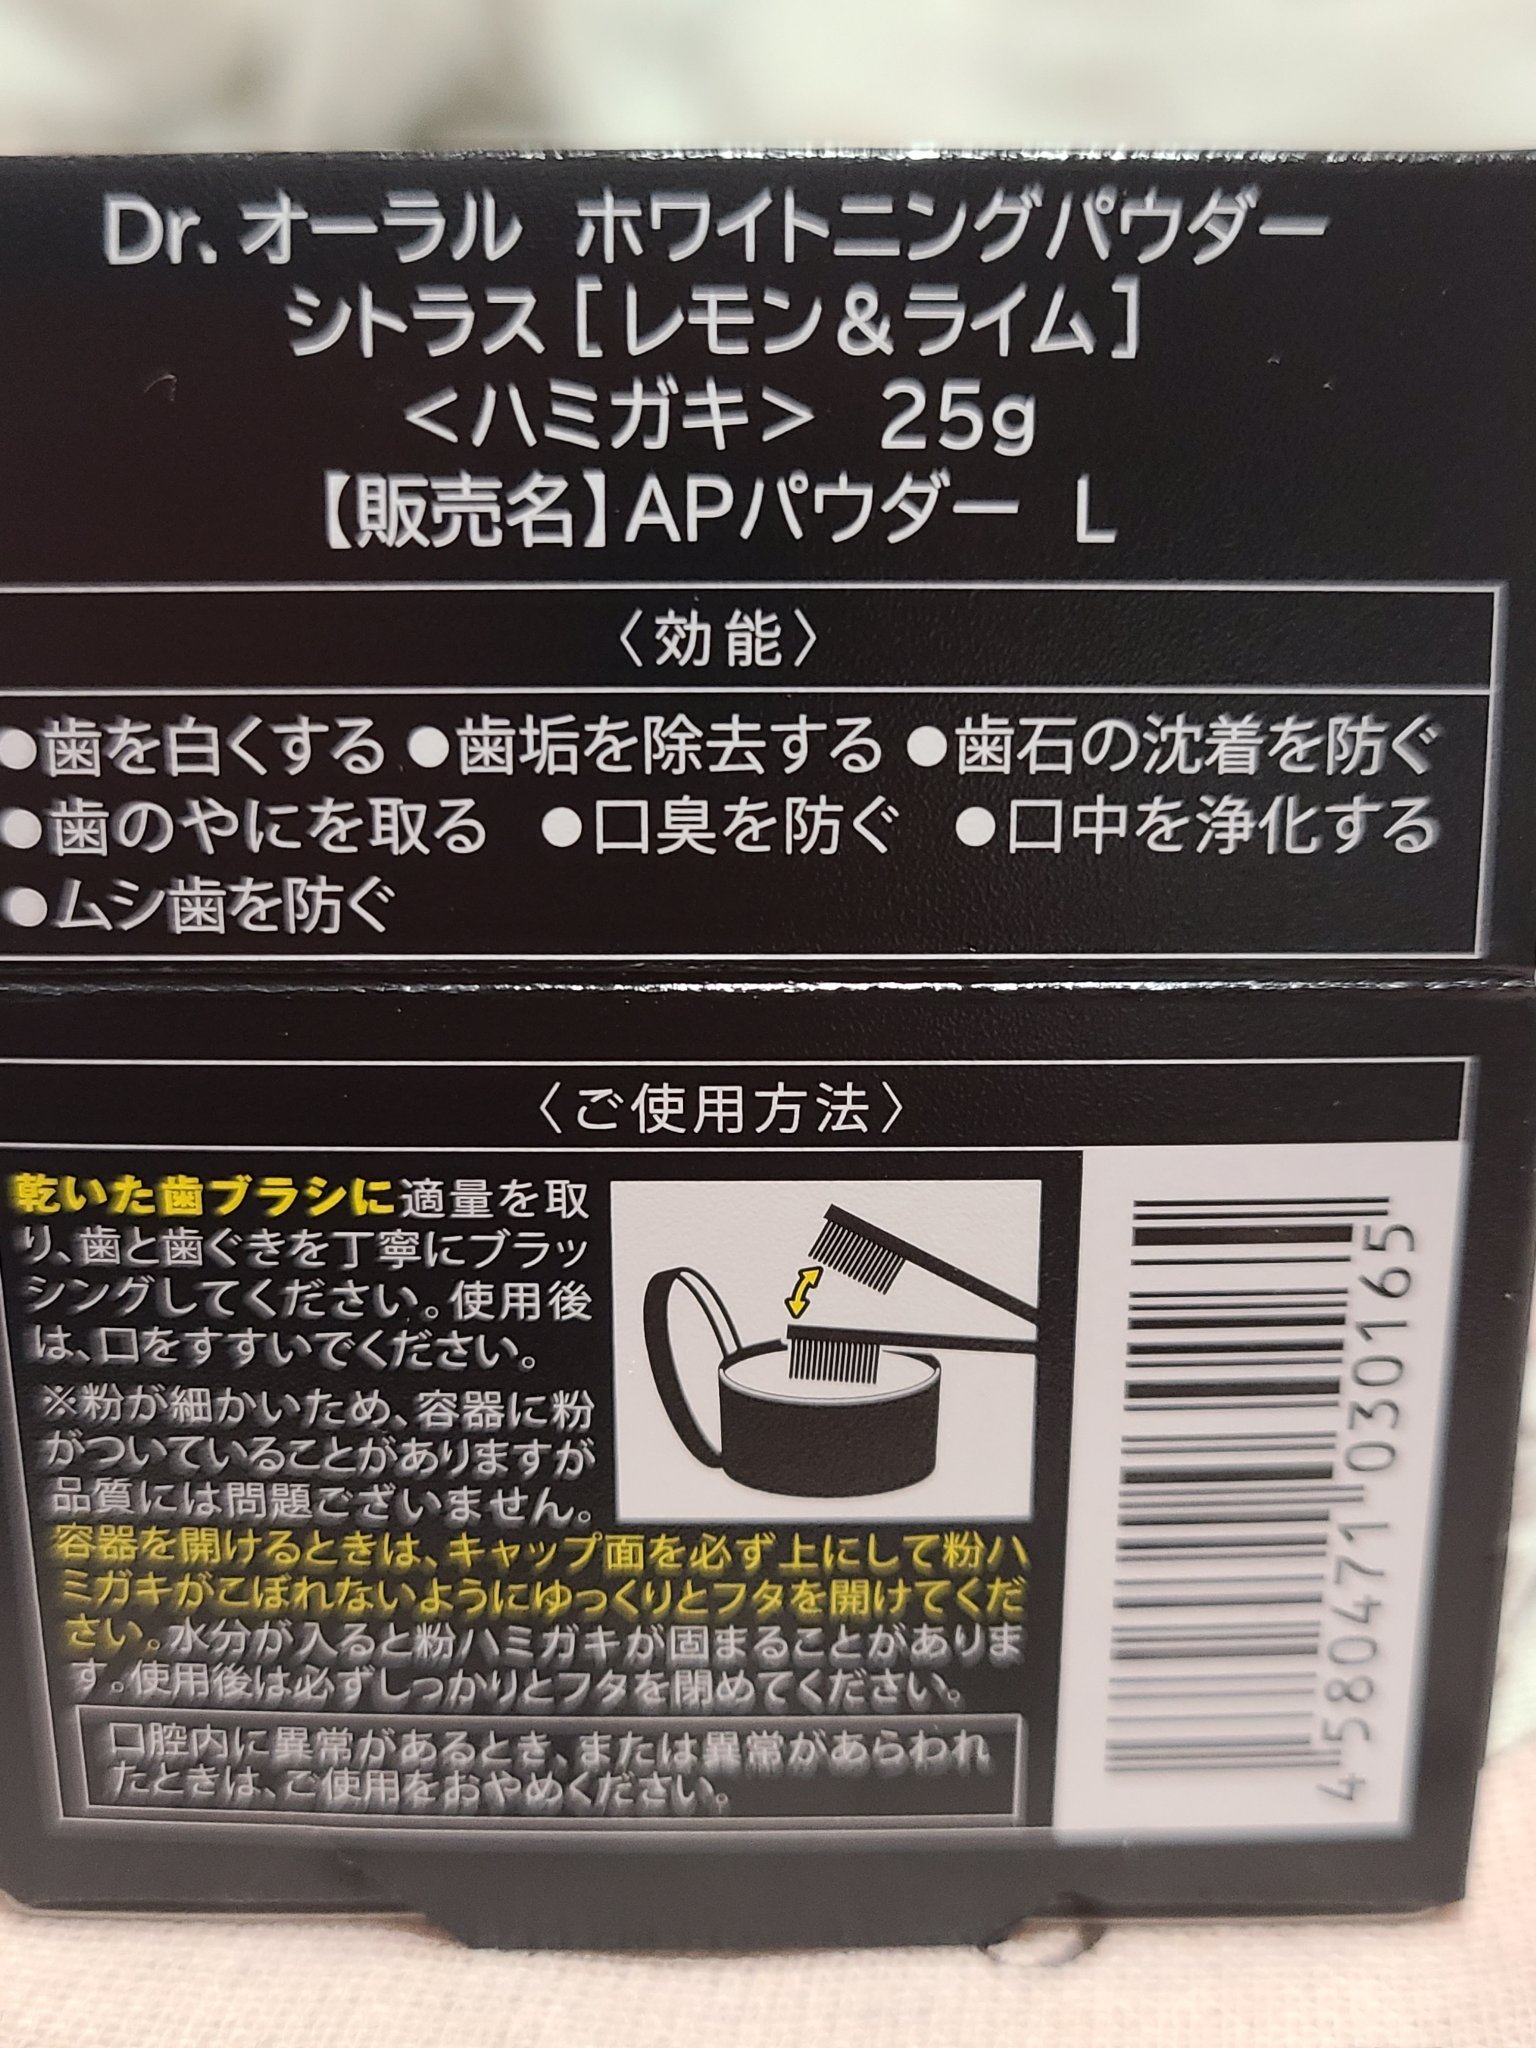 Dr. オーラル ホワイトニングパウダー
シトラス [レモン&ライム]
<ハミガキ> 25g
【販売名】APパウダー L
〈効能〉
●歯を白くする ●歯垢を除去する ●歯石の沈着を防ぐ
●歯のやにを取る ●口臭を防ぐ ●口中を浄化する
●ムシ歯を防ぐ
〈ご使用方法〉
乾いた歯ブラシに適量を取
り、歯と歯ぐきを丁寧にブラッ
シングしてください。使用後
は、口をすすいでください。
※粉が細かいため、容器に粉
がついていることがありますが
品質には問題ございません。
容器を開けるときは、キャップ面を必ず上にして粉ハ
ミガキがこぼれないようにゆっくりとフタを開けてくだ
さい。水分が入ると粉ハミガキが固まることがありま
す。使用後は必ずしっかりとフタを閉めてください。
口腔内に異常があるとき、または異常があらわれ
たときは、ご使用をおやめください。
4580471030165